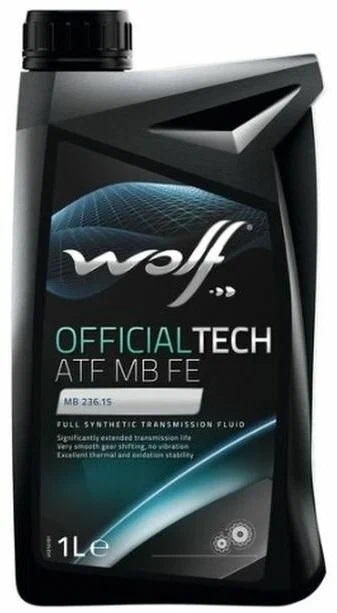 wolf®
OFFICIALTECH
ATF MB FE
MB 236.15
FULL SYNTHETIC TRANSMISSION FLUID
Significantly extended transmission life
Very smooth gear shifting, no vibration
Excellent thermal and oxidation stability
1L e